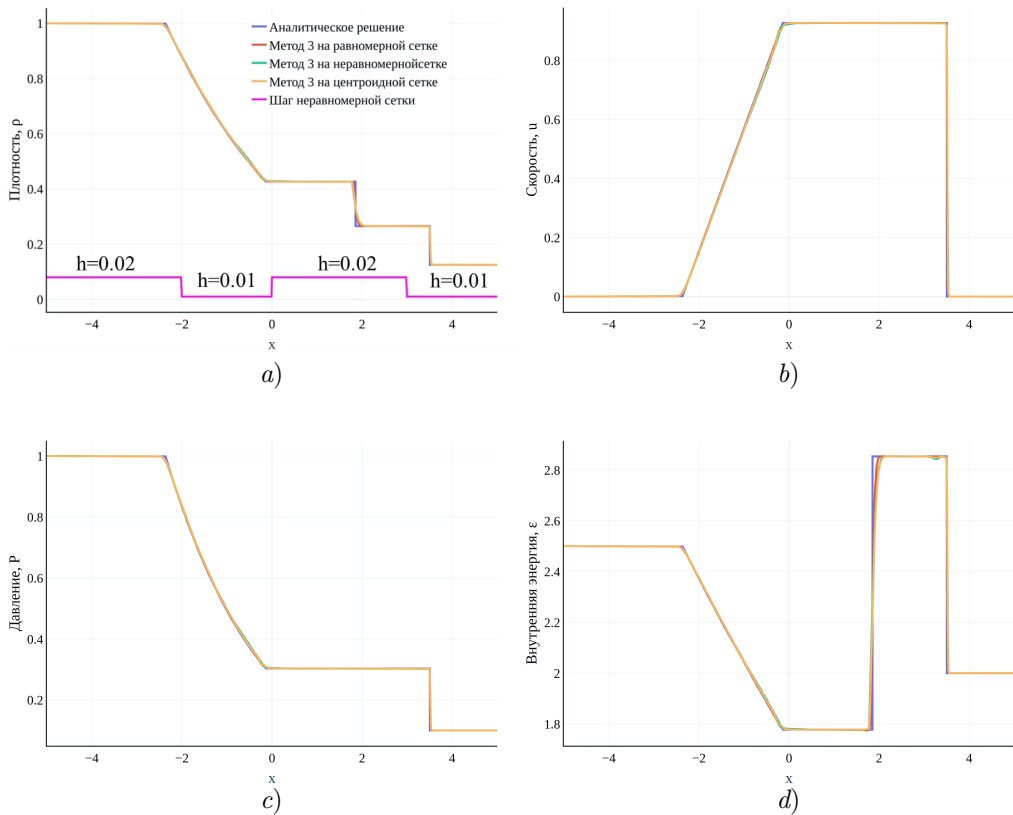 1
0.8
0.6
0.4
0.2
0
Плотность, ρ
Аналитическое решение
Метод 3 на равномерной сетке
Метод 3 на неравномернойсетке
Метод 3 на центроидной сетке
Шаг неравномерной сетки
h=0.02
h=0.01
h=0.02
h=0.01
−4 −2 0 2 4
x
a)
0.8
0.6
0.4
0.2
0
Скорость, u
−4 −2 0 2 4
x
b)
1
0.8
0.6
0.4
0.2
Давление, P
−4 −2 0 2 4
x
c)
2.8
2.6
2.4
2.2
2
1.8
Внутренняя энергия, ε
−4 −2 0 2 4
x
d)